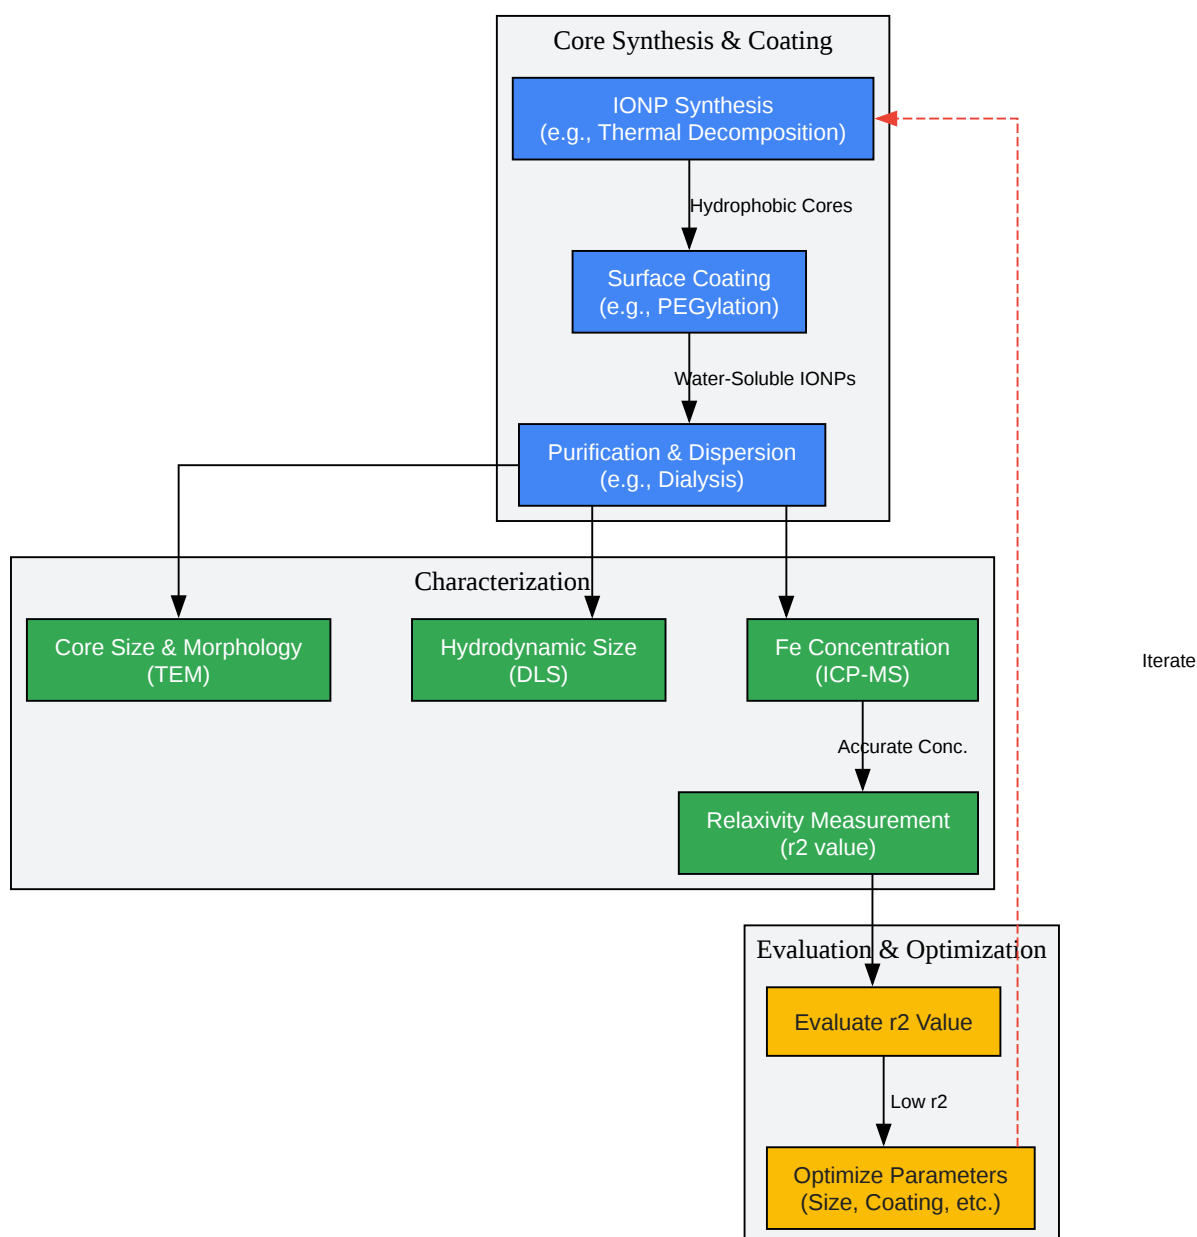 Core Synthesis & Coating
IONP Synthesis
(e.g., Thermal Decomposition)
Hydrophobic Cores
Surface Coating
(e.g., PEGylation)
Water-Soluble IONPs
Purification & Dispersion
(e.g., Dialysis)
Characterization
Core Size & Morphology
(TEM)
Hydrodynamic Size
(DLS)
Fe Concentration
(ICP-MS)
Iterate
Accurate Conc.
Relaxivity Measurement
(r2 value)
Evaluation & Optimization
Evaluate r2 Value
Low r2
Optimize Parameters
(Size, Coating, etc.)